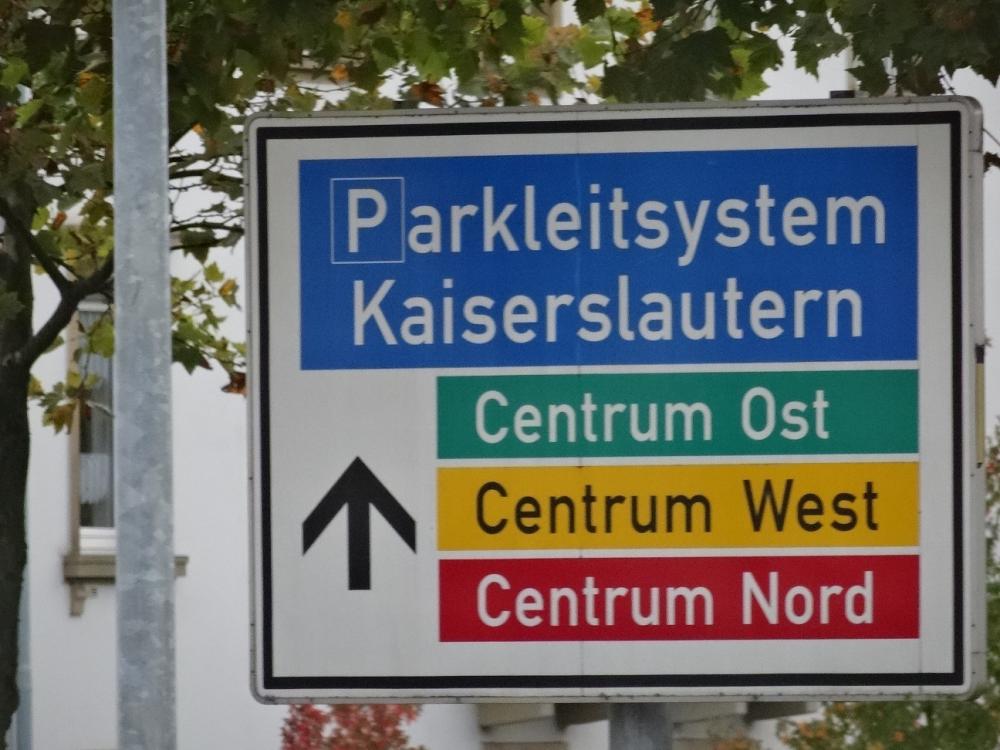 Parkleitsystem
Kaiserslautern
Centrum Ost
Centrum West
Centrum Nord